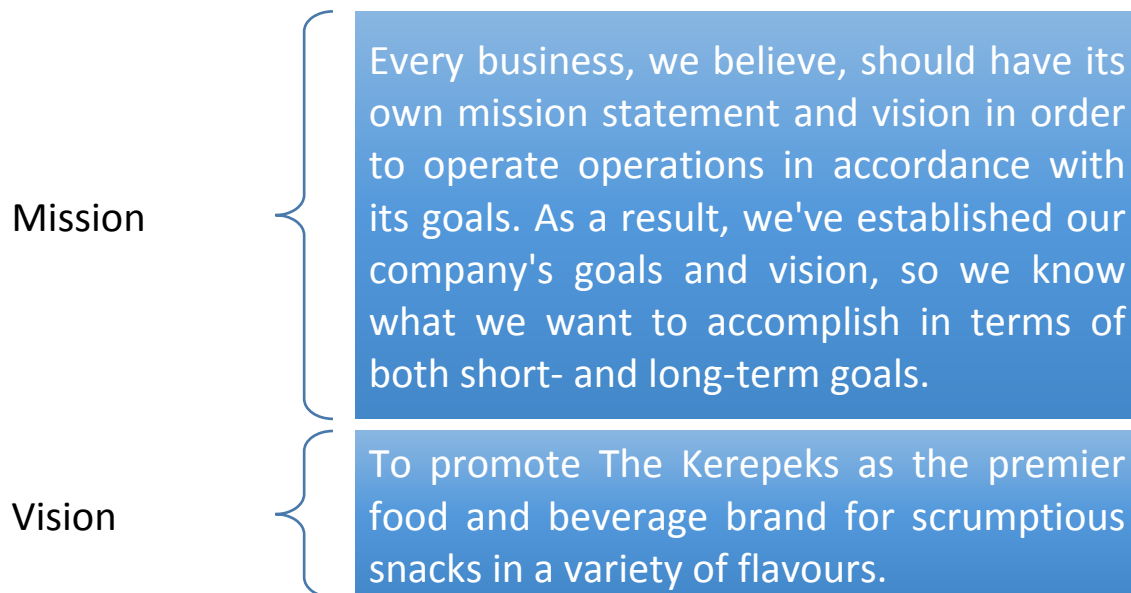 Mission
Every business, we believe, should have its
own mission statement and vision in order
to operate operations in accordance with
its goals. As a result, we've established our
company's goals and vision, so we know
what we want to accomplish in terms of
both short- and long-term goals.
Vision
To promote The Kerepeks as the premier
food and beverage brand for scrumptious
snacks in a variety of flavours.